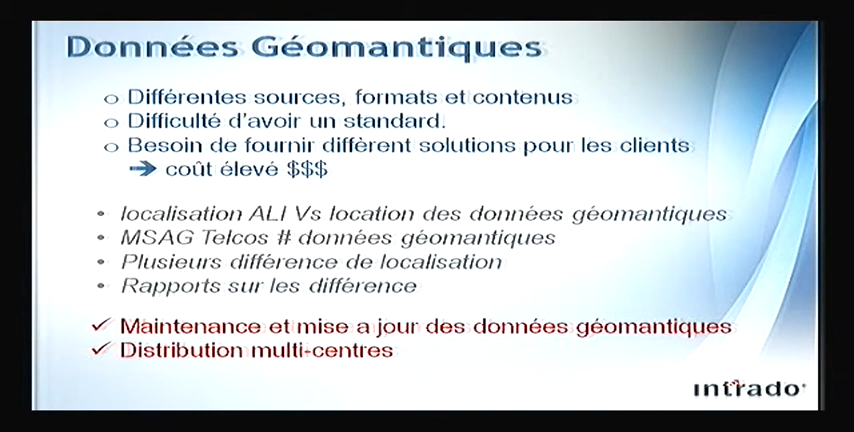 Données Géomantiques
o Différentes sources, formats et contenus
o Difficulté d'avoir un standard.
o Besoin de fournir diffèrent solutions pour les clients
➔ coût élevé $$$
• localisation ALI Vs location des données géomantiques
• MSAG Telcos # données géomantiques
• Plusieurs différence de localisation
• Rapports sur les différence
✓ Maintenance et mise a jour des données géomantiques
✓ Distribution multi-centres
intrado